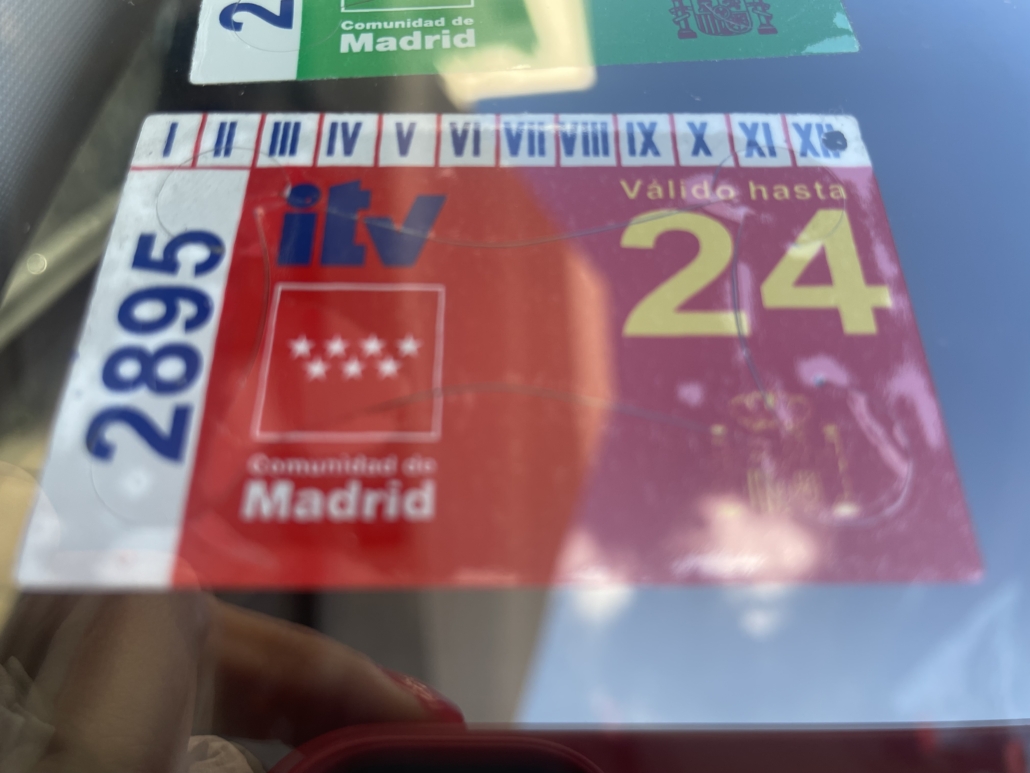 2
Comunidad de
Madrid
I II III IV V VI VII VIII IX X XI XII
2895
itv
Válido hasta
24
Comunidad de
Madrid